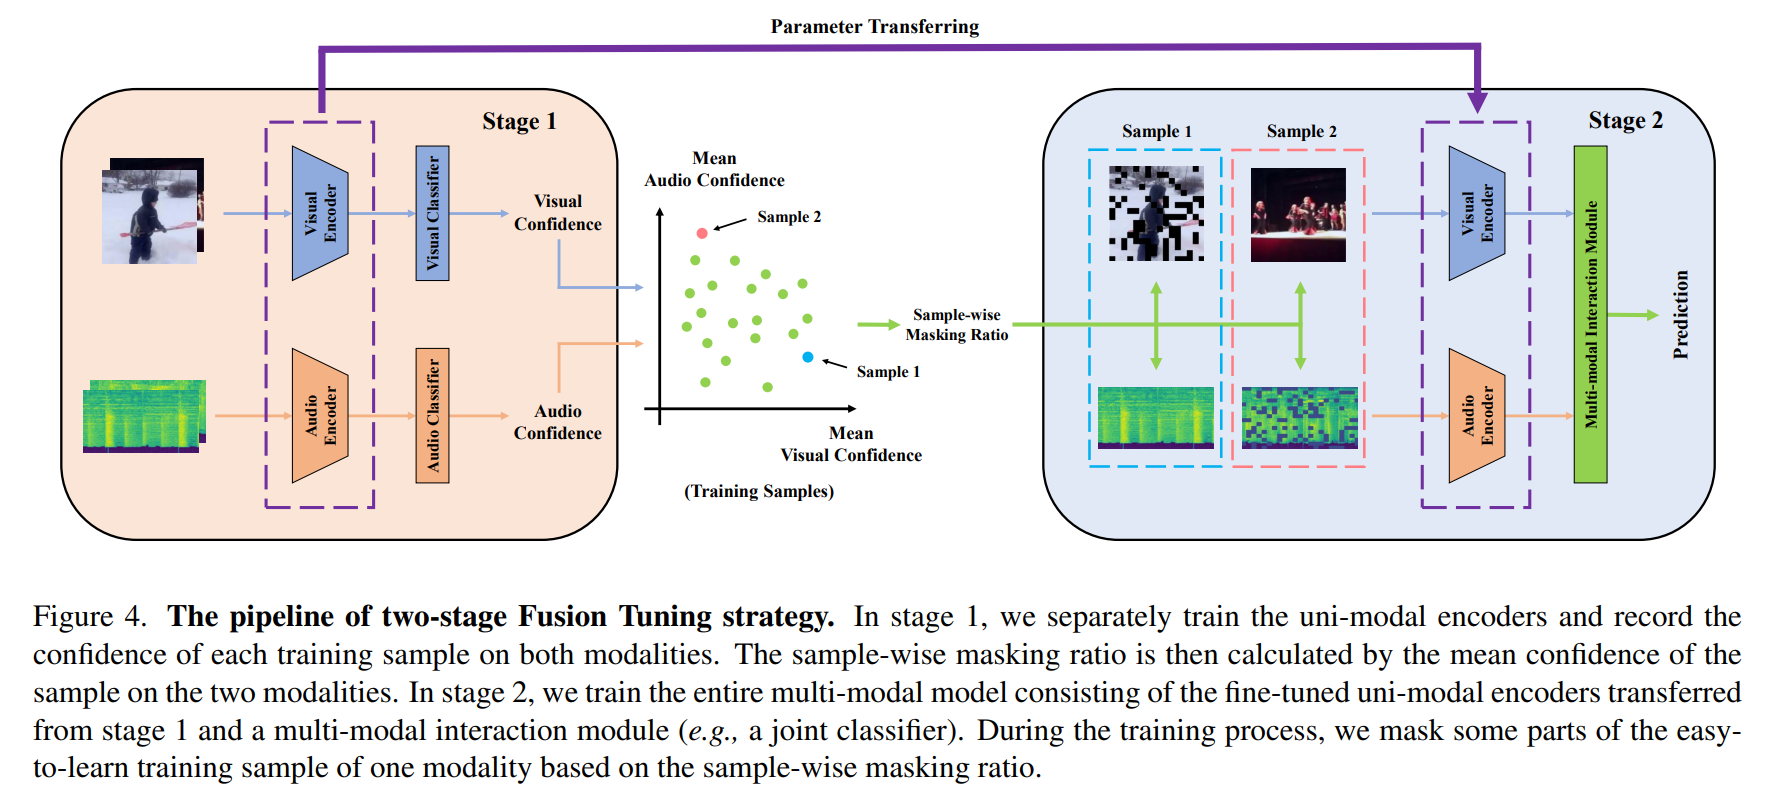 Parameter Transferring
Stage 1
Visual
Encoder
Visual Classifier
Visual
Confidence
Audio
Encoder
Audio Classifier
Audio
Confidence
Mean
Audio Confidence
Sample 2
Sample 1
Mean
Visual Confidence
(Training Samples)
Sample-wise
Masking Ratio
Stage 2
Sample 1
Sample 2
Visual
Encoder
Audio
Encoder
Multi-modal Interaction Module
Prediction
Figure 4. The pipeline of two-stage Fusion Tuning strategy. In stage 1, we separately train the uni-modal encoders and record the
confidence of each training sample on both modalities. The sample-wise masking ratio is then calculated by the mean confidence of the
sample on the two modalities. In stage 2, we train the entire multi-modal model consisting of the fine-tuned uni-modal encoders transferred
from stage 1 and a multi-modal interaction module (e.g., a joint classifier). During the training process, we mask some parts of the easy-
to-learn training sample of one modality based on the sample-wise masking ratio.